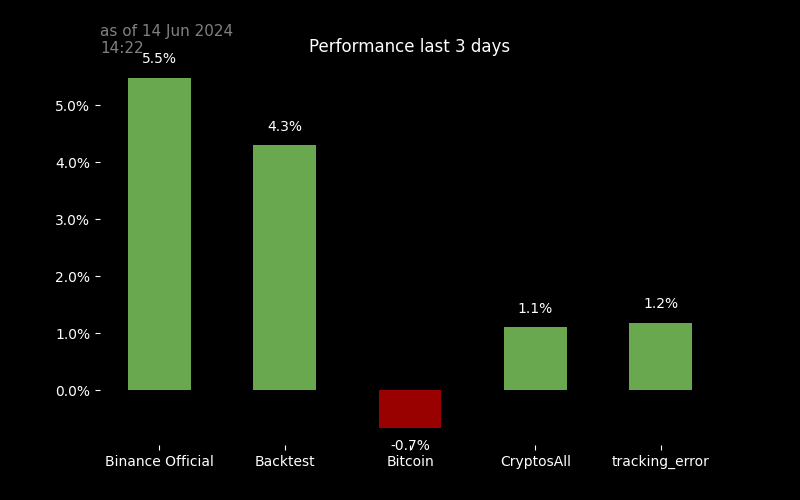 as of 14 Jun 2024
14:22
Performance last 3 days
5.5%
4.3%
-0.7%
1.1%
1.2%
5.0%
4.0%
3.0%
2.0%
1.0%
0.0%
Binance Official
Backtest
Bitcoin
CryptosAll
tracking_error